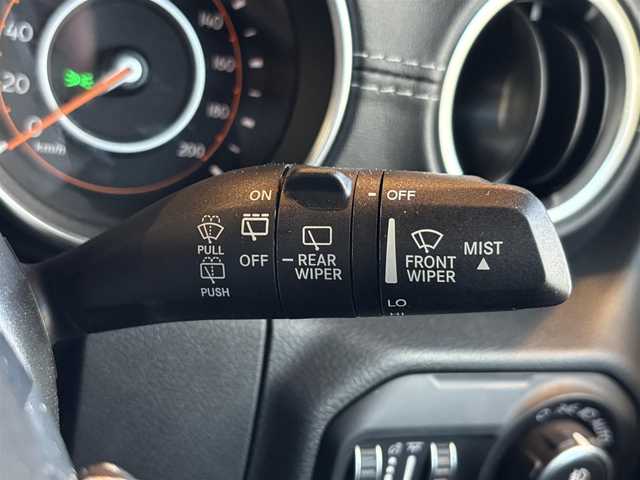 40
20
0
km/h
140
160
180
200
ON
OFF
PULL
PUSH
OFF
REAR
WIPER
FRONT
WIPER
MIST
LO
HI